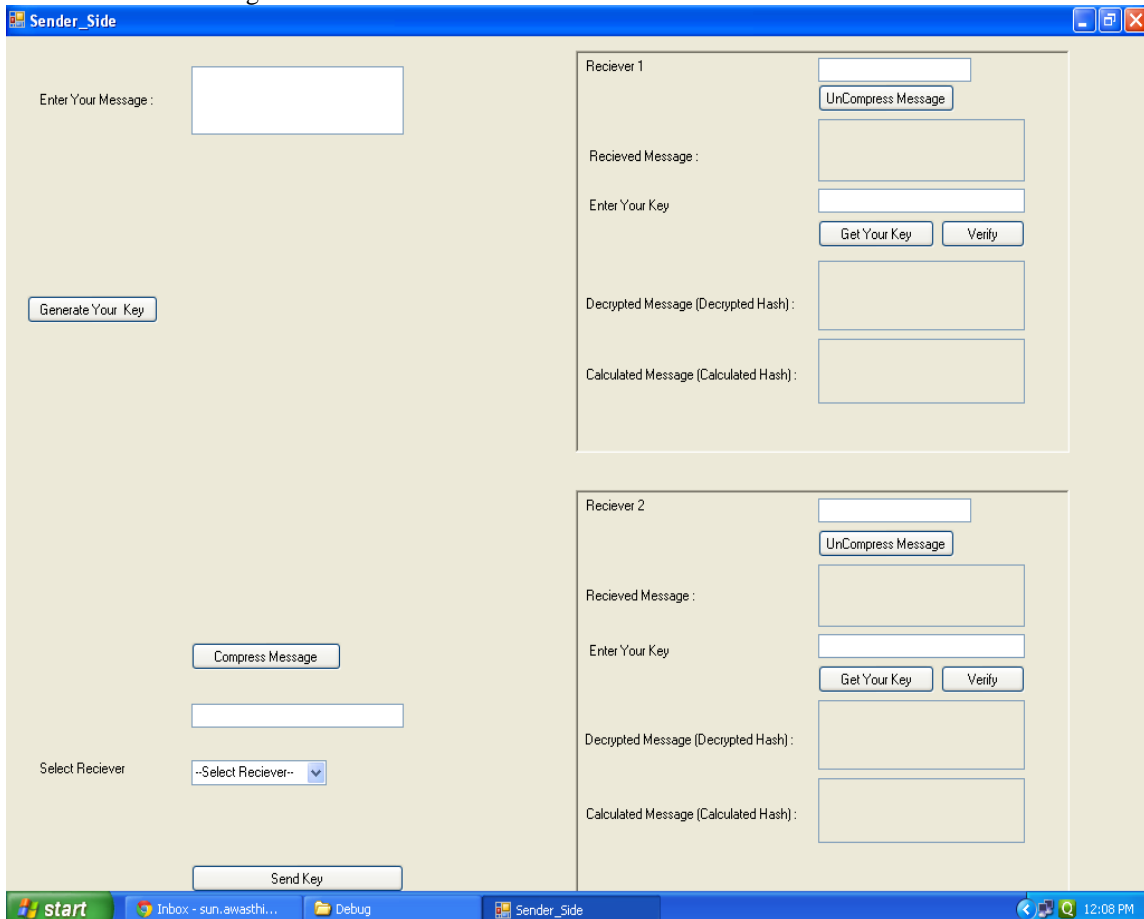 Sender_Side
Enter Your Message :
Generate Your Key
Compress Message
Select Reciever
--Select Reciever--
Send Key
Reciever 1
UnCompress Message
Recieved Message :
Enter Your Key
Get Your Key
Verify
Decrypted Message (Decrypted Hash) :
Calculated Message (Calculated Hash) :
Reciever 2
UnCompress Message
Recieved Message :
Enter Your Key
Get Your Key
Verify
Decrypted Message (Decrypted Hash) :
Calculated Message (Calculated Hash) :
start
Inbox - sun.awasthi...
Debug
Sender_Side
12:08 PM